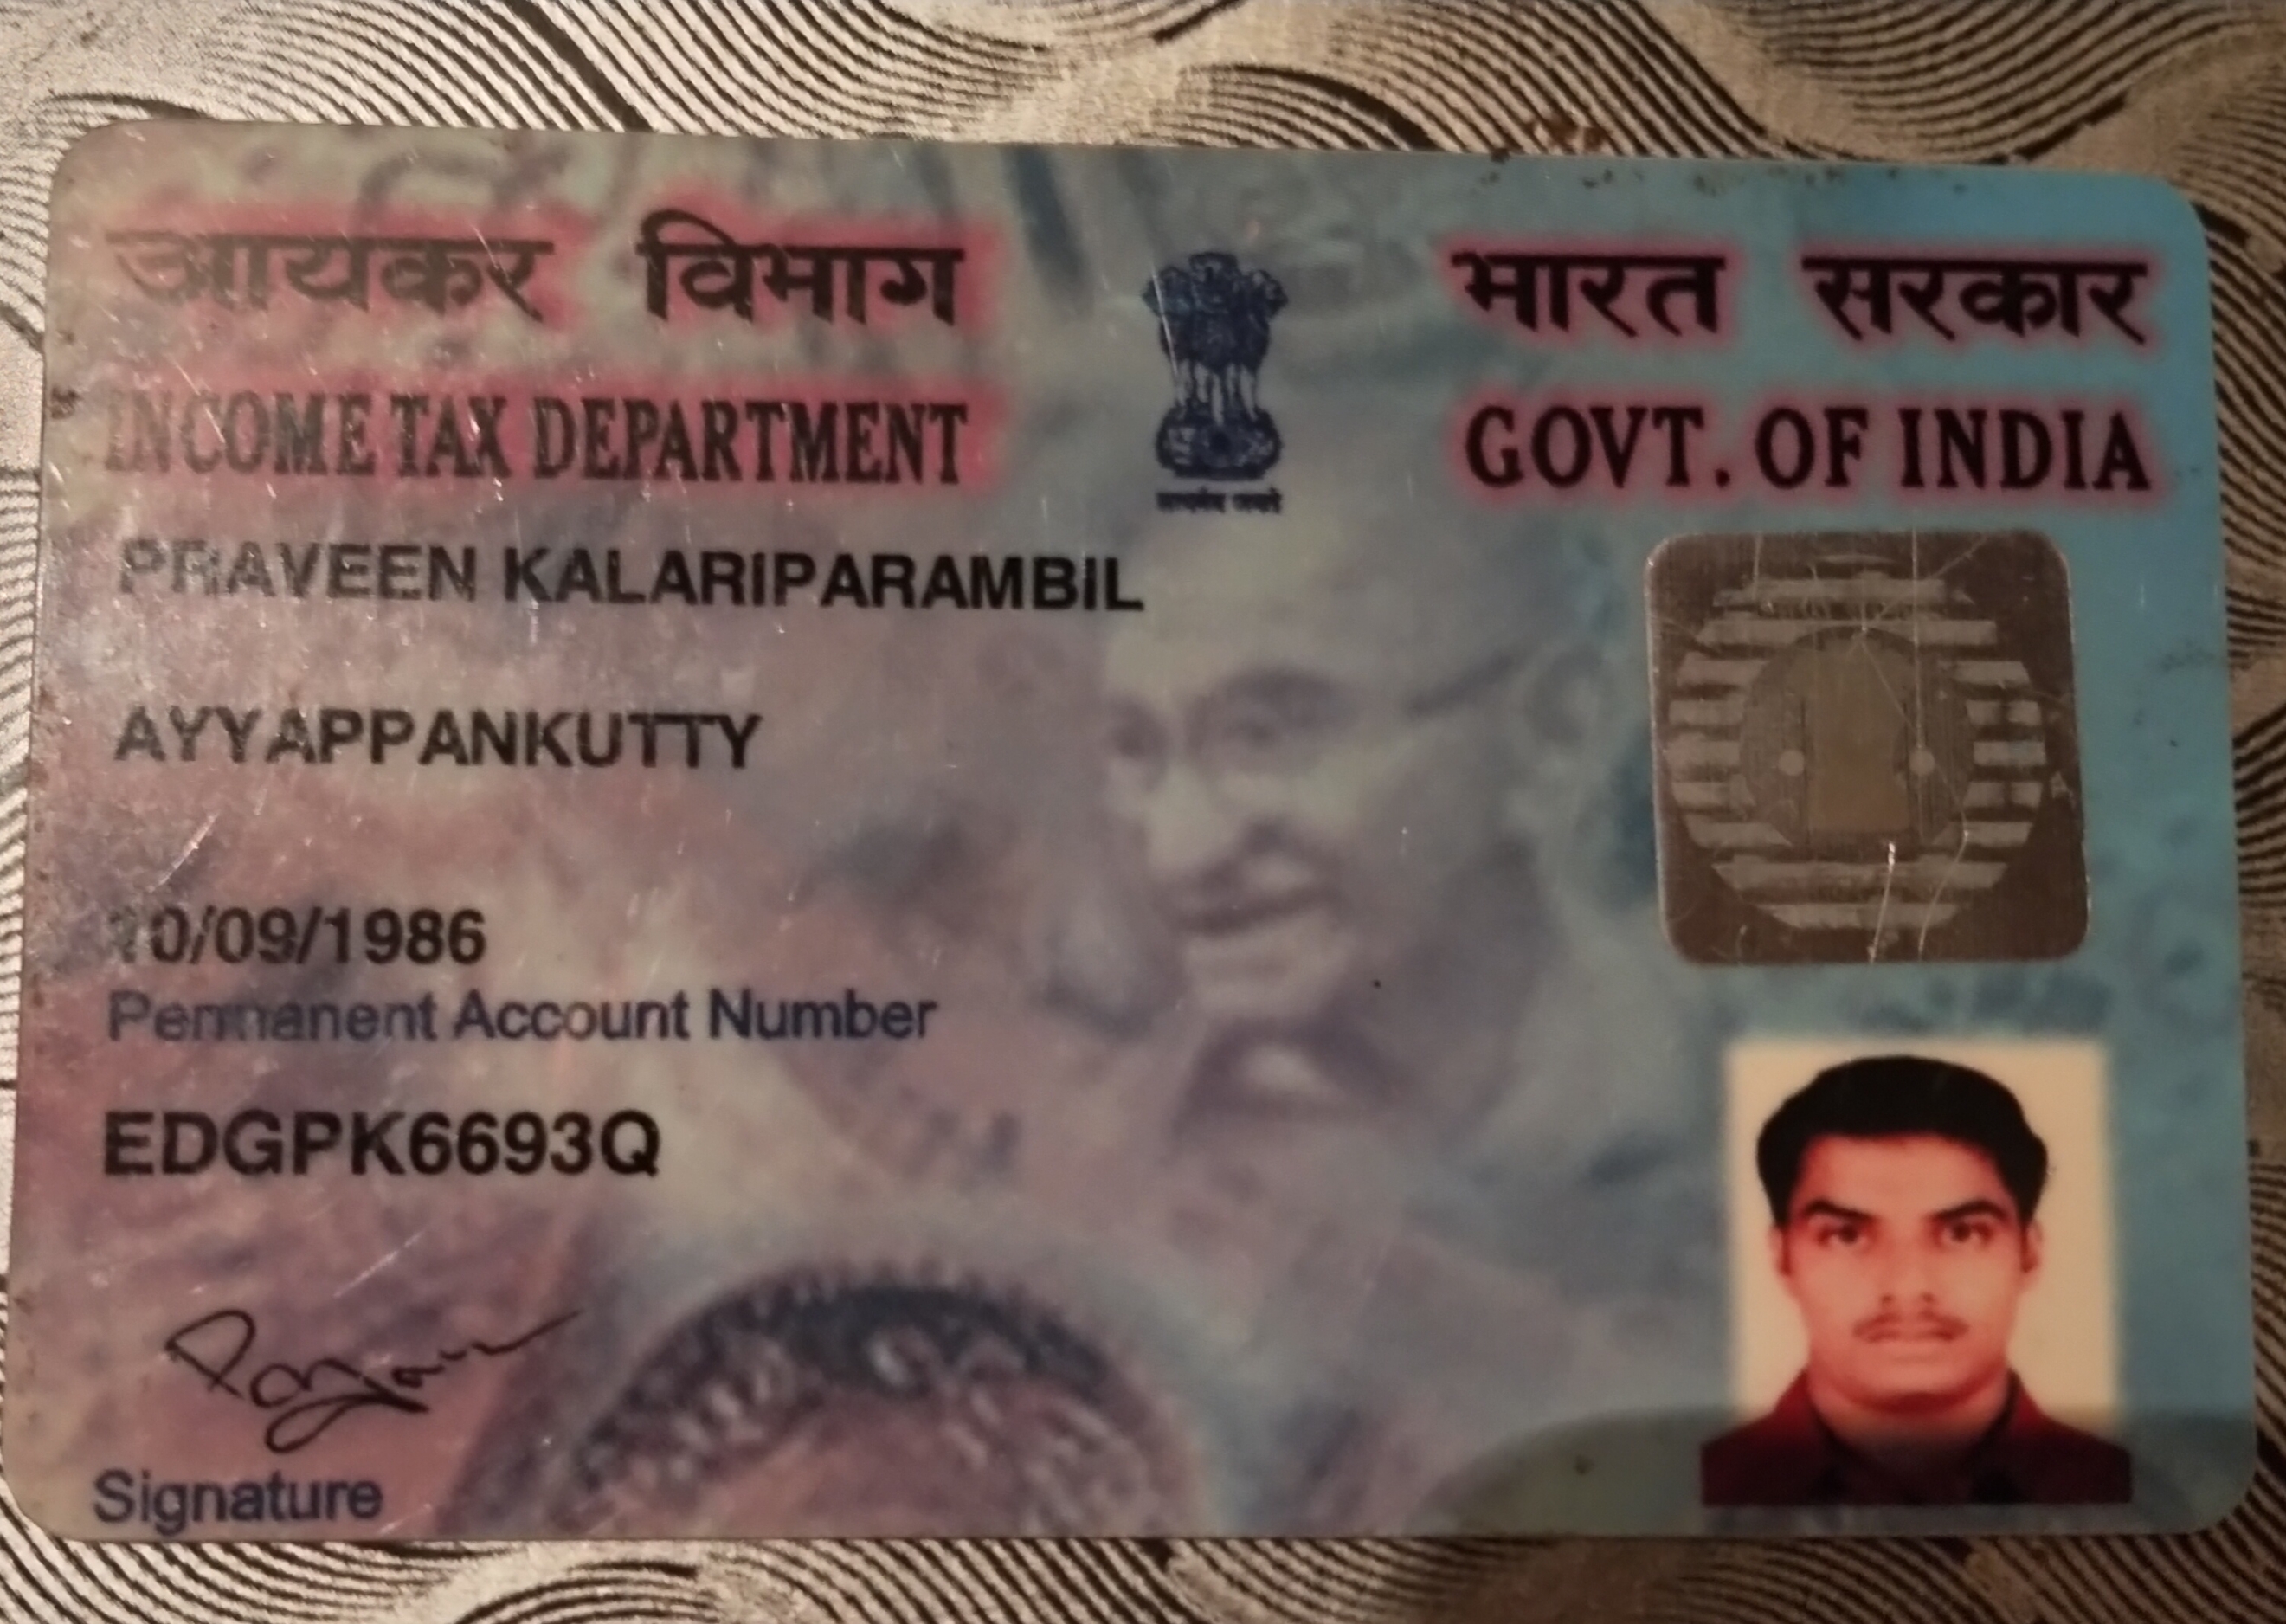 आयकर विभाग
INCOME TAX DEPARTMENT
भारत सरकार
GOVT. OF INDIA
सत्यमेव जयते
PRAVEEN KALARIPARAMBIL
AYYAPPANKUTTY
10/09/1986
Permanent Account Number
EDGPK6693Q
Signature